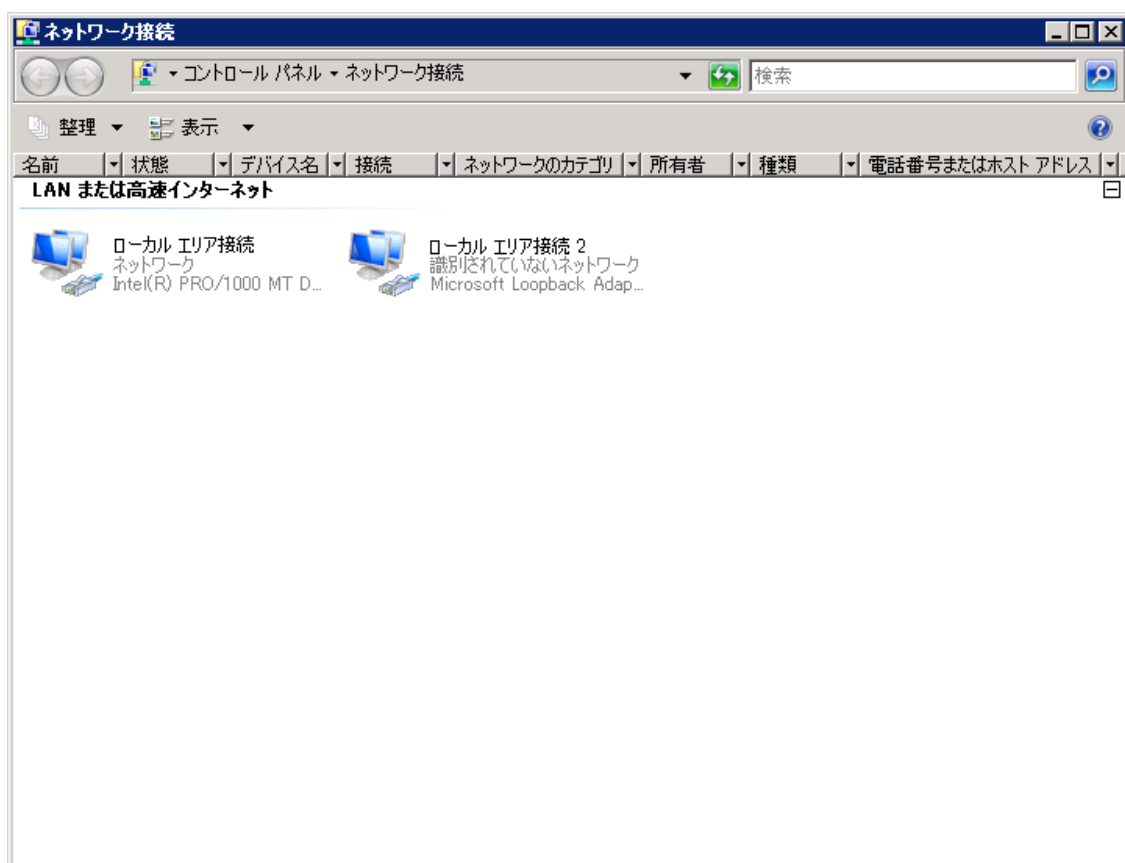 ネットワーク接続
コントロール パネル ネットワーク接続 検索
整理 表示
名前 状態 デバイス名 接続 ネットワークのカテゴリ 所有者 種類 電話番号またはホスト アドレス
LAN または高速インターネット
ローカル エリア接続
ネットワーク
Intel(R) PRO/1000 MT D...
ローカル エリア接続 2
識別されていないネットワーク
Microsoft Loopback Adap...